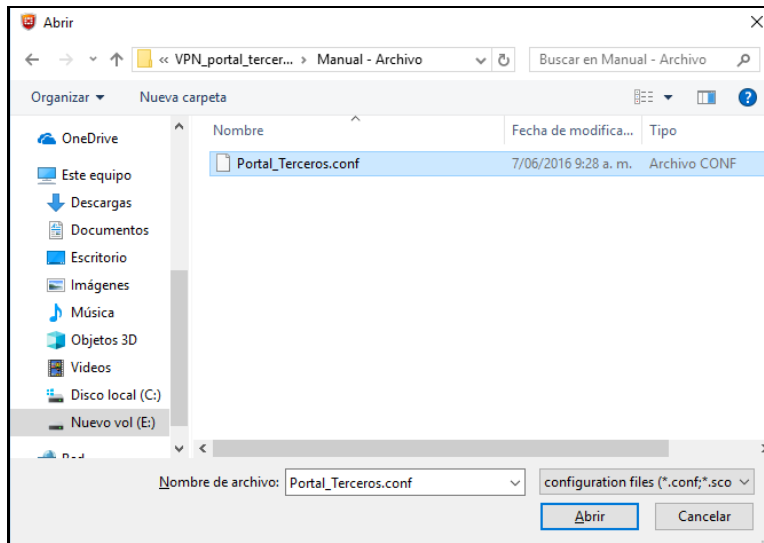 Abrir
« VPN_portal_tercer... > Manual - Archivo
Buscar en Manual - Archivo
Organizar
Nueva carpeta
Nombre
Fecha de modifica...
Tipo
OneDrive
Este equipo
Descargas
Documentos
Escritorio
Imágenes
Música
Objetos 3D
Videos
Disco local (C:)
Nuevo vol (E:)
Portal_Terceros.conf
7/06/2016 9:28 a. m.
Archivo CONF
Nombre de archivo:
Portal_Terceros.conf
configuration files (*.conf;*.sco
Abrir
Cancelar